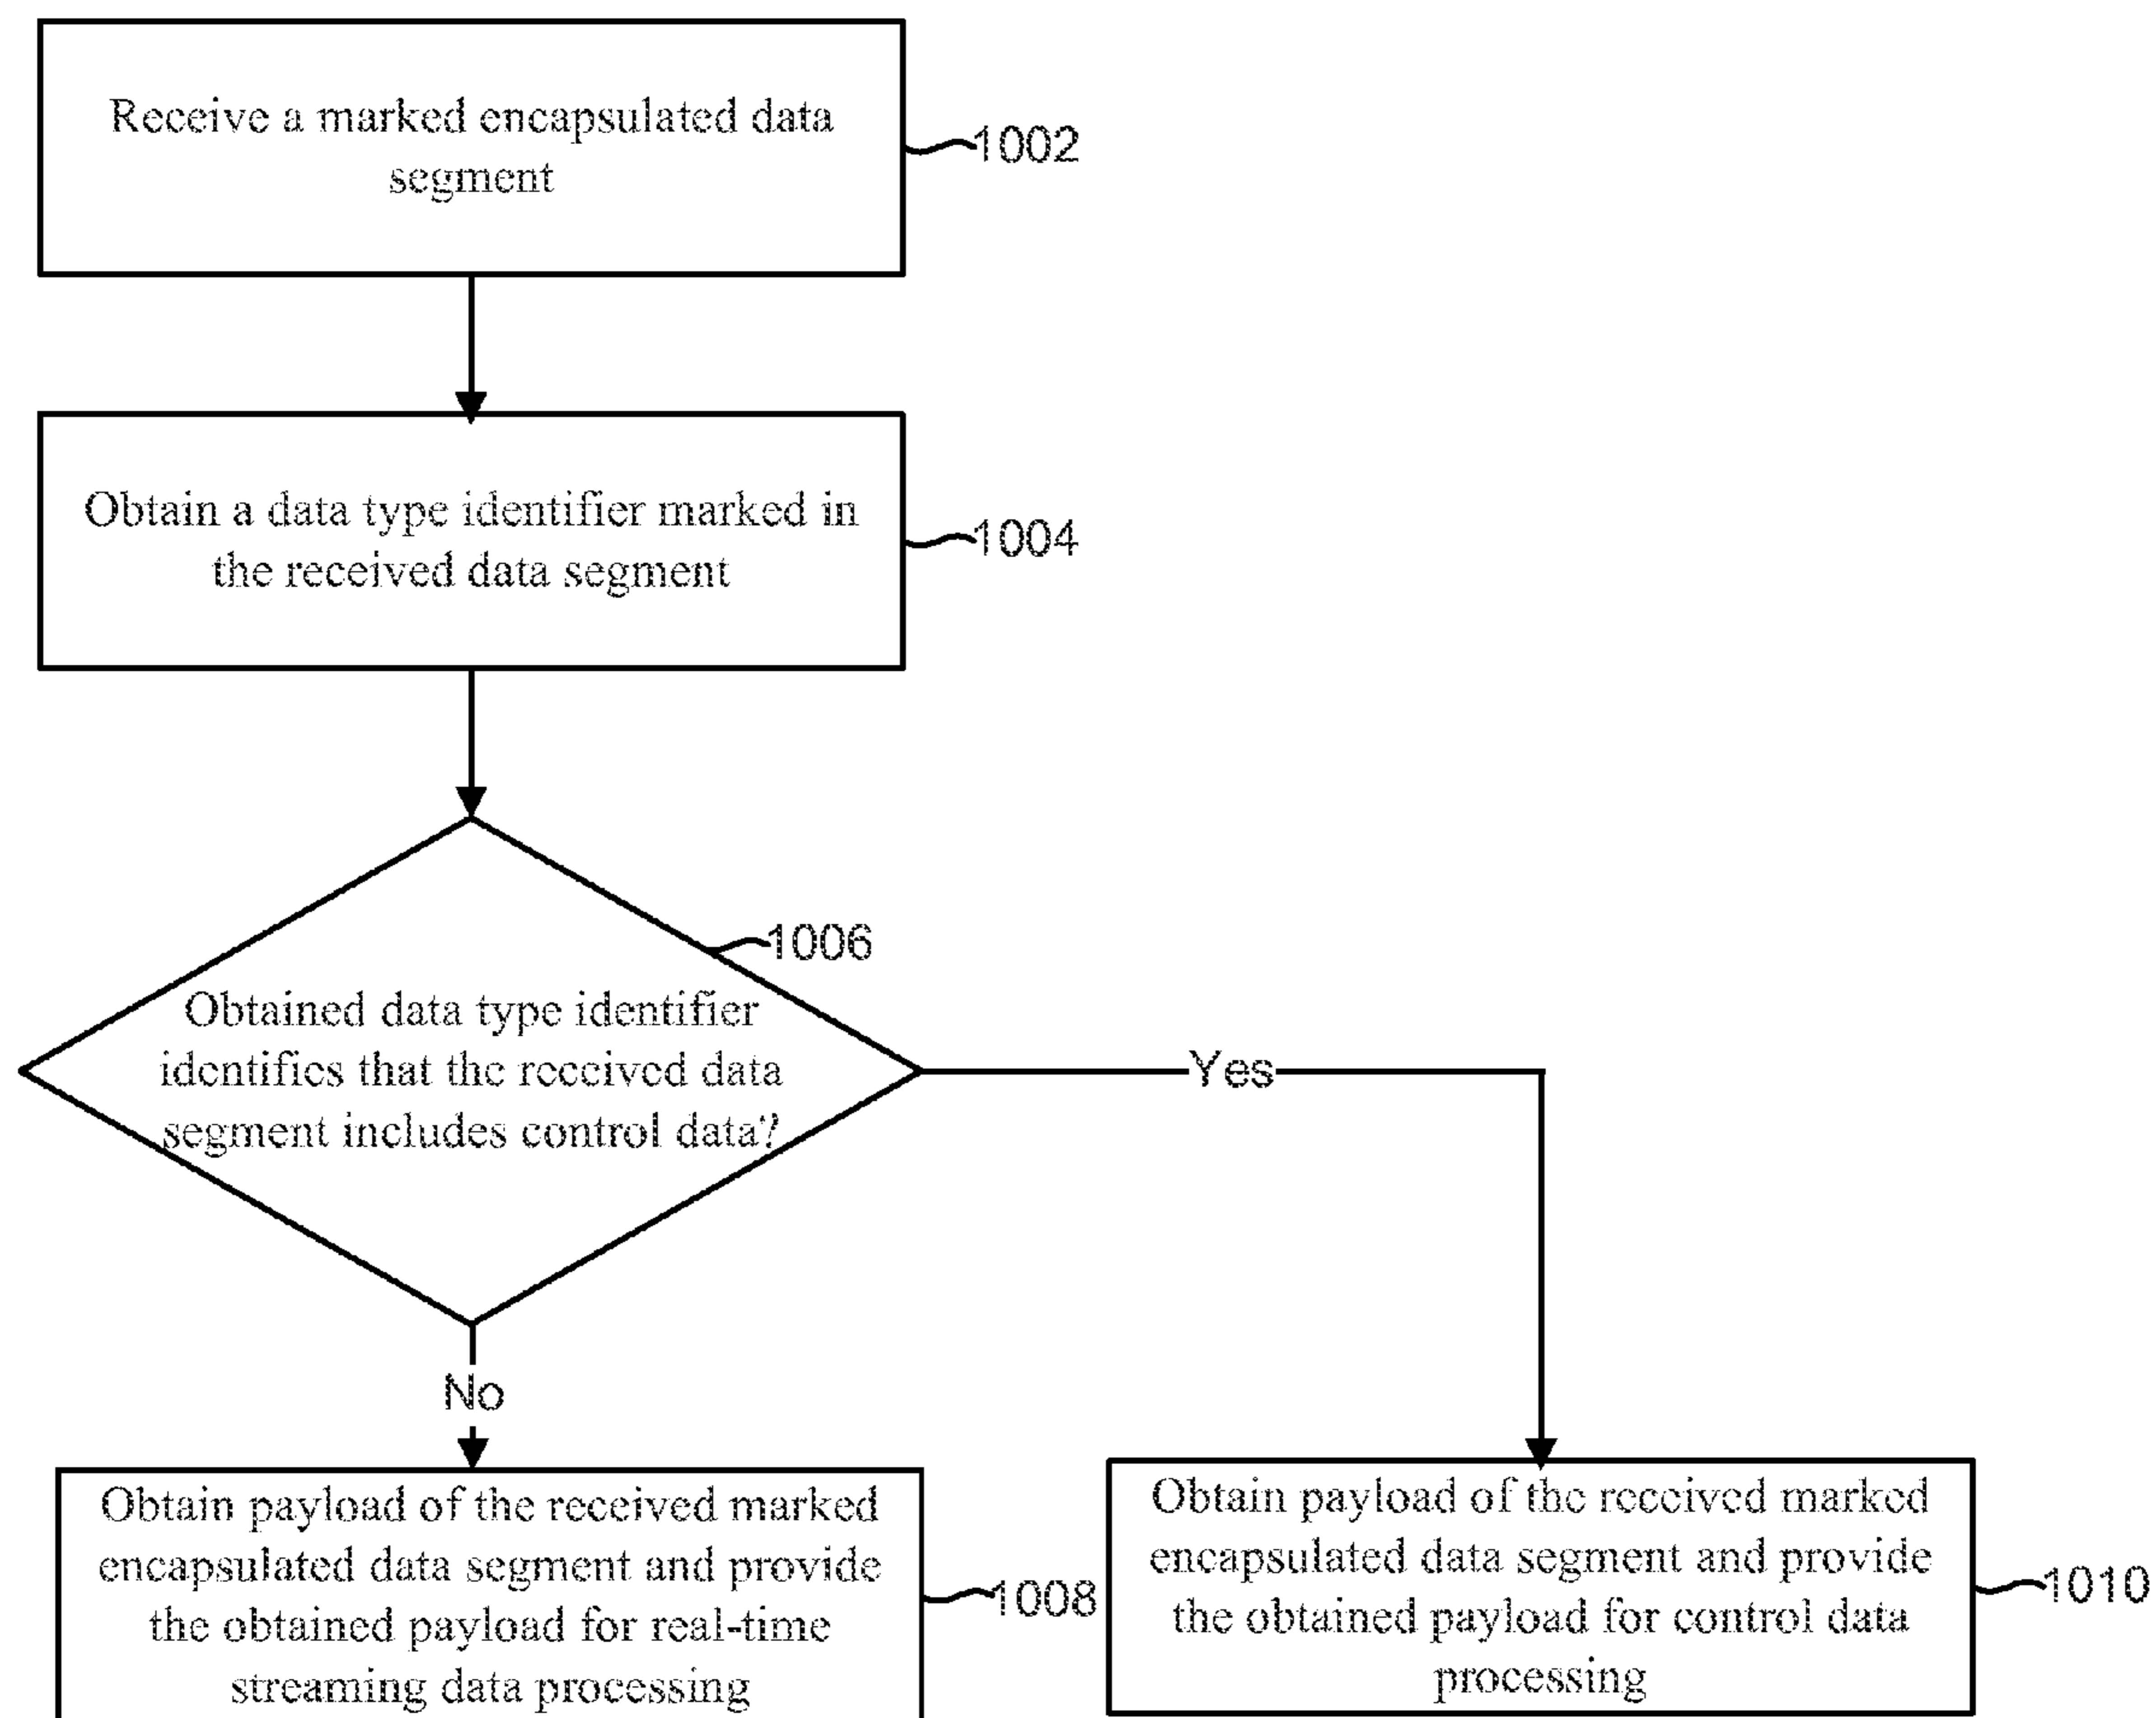 Receive a marked encapsulated data
segment
1002
Obtain a data type identifier marked in
the received data segment
1004
1006
Obtained data type identifier
identifies that the received data
segment includes control data?
Yes
No
Obtain payload of the received marked
encapsulated data segment and provide
the obtained payload for real-time
streaming data processing
1008
Obtain payload of the received marked
encapsulated data segment and provide
the obtained payload for control data
processing
1010